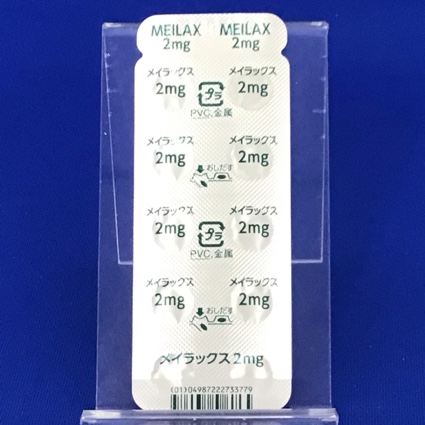 MEILAX MEILAX
2mg 2mg
メイラックス メイラックス
2mg 2mg
プラ
PVC,金属
メイラックス メイラックス
2mg 2mg
おしだす
メイラックス メイラックス
2mg 2mg
プラ
PVC,金属
メイラックス メイラックス
2mg 2mg
おしだす
メイラックス2mg
(01)04987222733779